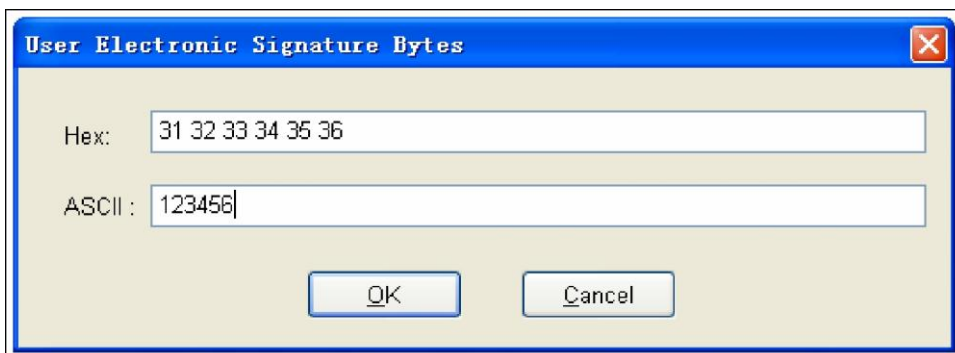 User Electronic Signature Bytes
Hex: 31 32 33 34 35 36
ASCII : 123456
OK Cancel